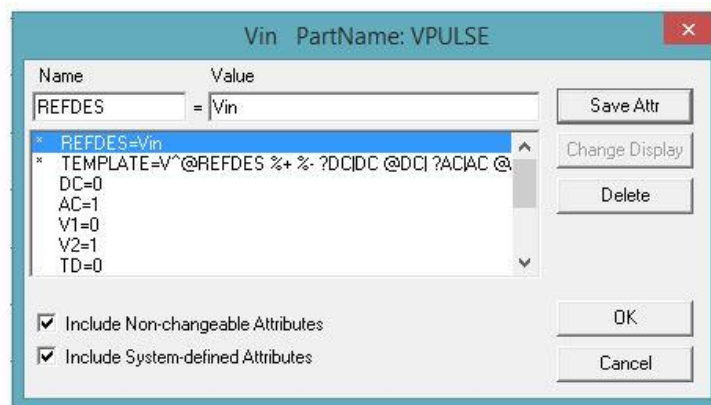 Vin PartName: VPULSE
Name Value
REFDES = Vin
Save Attr
* REFDES=Vin
* TEMPLATE=V^@REFDES %+ %- ?DC|DC @DC| ?AC|AC @
DC=0
AC=1
V1=0
V2=1
TD=0
Change Display
Delete
Include Non-changeable Attributes
Include System-defined Attributes
OK
Cancel